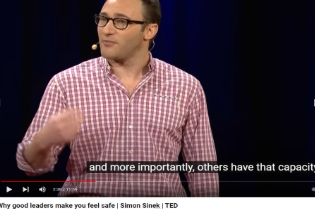 and more importantly, others have that capacity
Why good leaders make you feel safe | Simon Sinek | TED